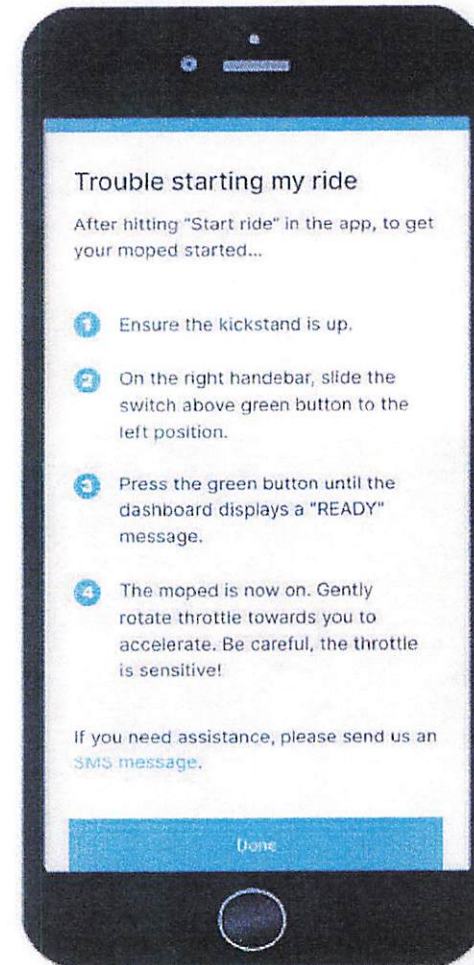 Trouble starting my ride
After hitting "Start ride" in the app, to get
your moped started...
1 Ensure the kickstand is up.
2 On the right handebar, slide the
switch above green button to the
left position.
3 Press the green button until the
dashboard displays a "READY"
message.
4 The moped is now on. Gently
rotate throttle towards you to
accelerate. Be careful, the throttle
is sensitive!
If you need assistance, please send us an
SMS message.
Done